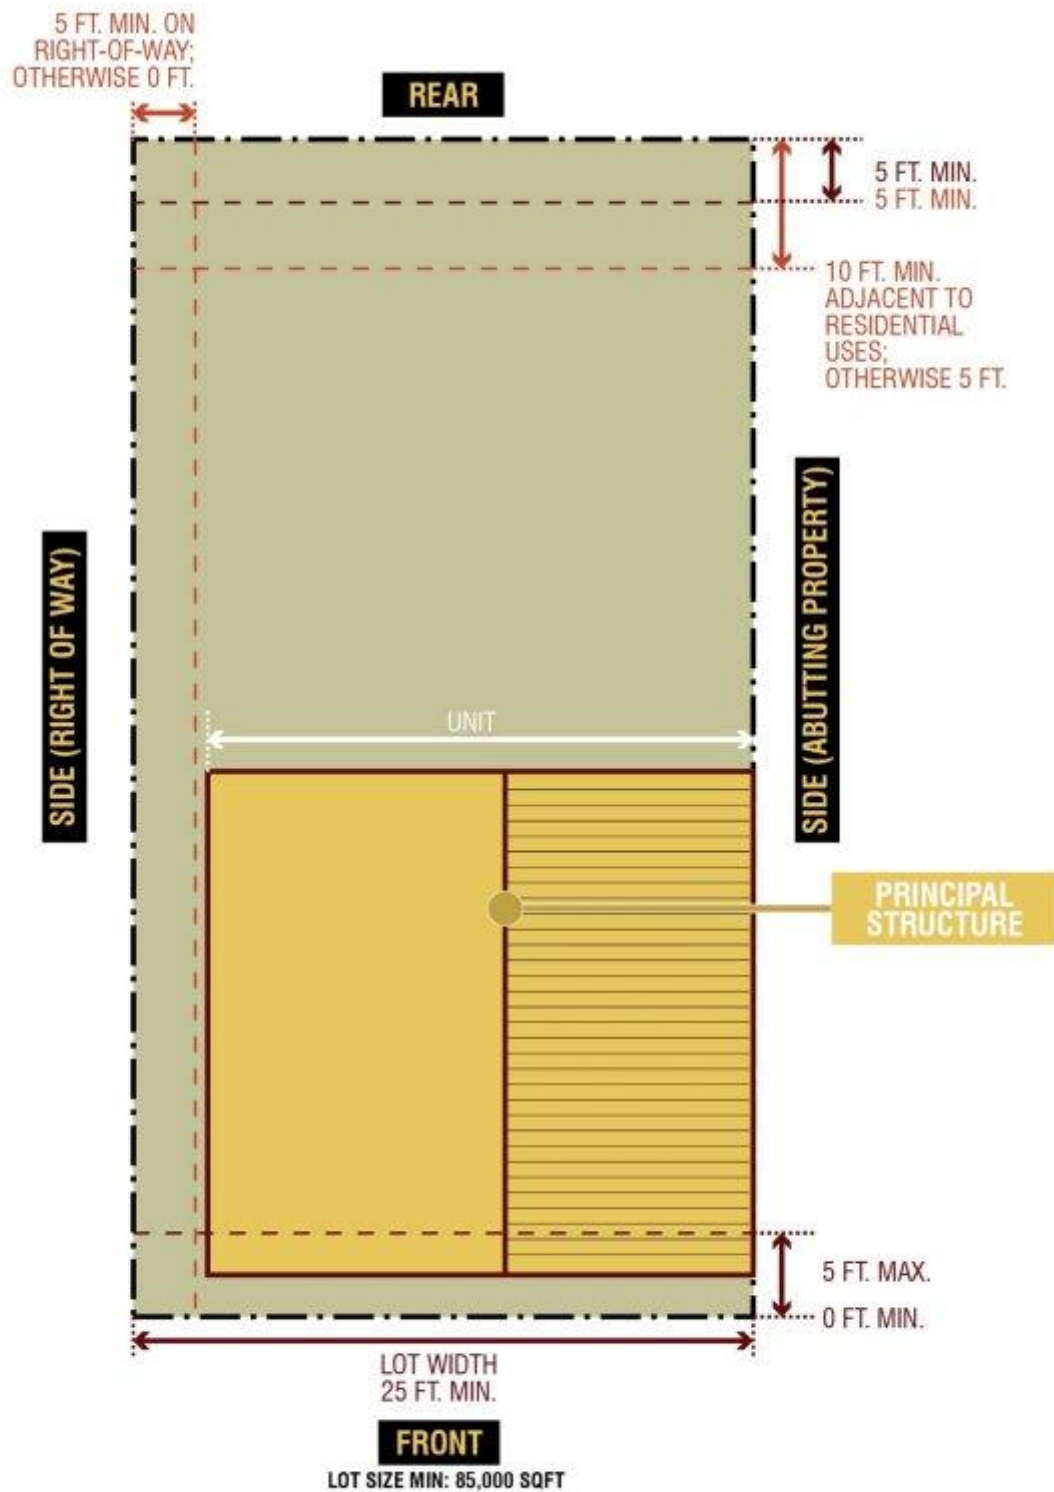 5 FT. MIN. ON
RIGHT-OF-WAY;
OTHERWISE 0 FT.
REAR
5 FT. MIN.
5 FT. MIN.
10 FT. MIN.
ADJACENT TO
RESIDENTIAL
USES;
OTHERWISE 5 FT.
SIDE (RIGHT OF WAY)
SIDE (ABUTTING PROPERTY)
UNIT
PRINCIPAL
STRUCTURE
5 FT. MAX.
0 FT. MIN.
LOT WIDTH
25 FT. MIN.
FRONT
LOT SIZE MIN: 85,000 SQFT